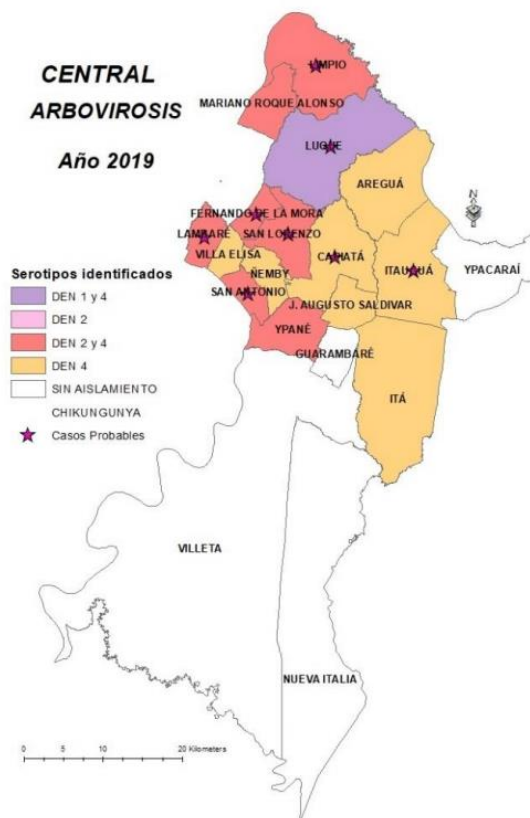 CENTRAL
ARBOVIROSIS
Año 2019
LIMPIO
MARIANO ROQUE ALONSO
LUQUE
AREGUÁ
N
FERNANDO DE LA MORA
LAMBARÉ
SAN LORENZO
VILLA ELISA
CAPIATÁ
ITAUGUÁ
YPACARAÍ
ÑEMBY
SAN ANTONIO
J. AUGUSTO SALDIVAR
YPANÉ
GUARAMBARÉ
ITÁ
Serotipos identificados
DEN 1 y 4
DEN 2
DEN 2 y 4
DEN 4
SIN AISLAMIENTO
CHIKUNGUNYA
Casos Probables
VILLETA
NUEVA ITALIA
0 5 10 20 Kilometers